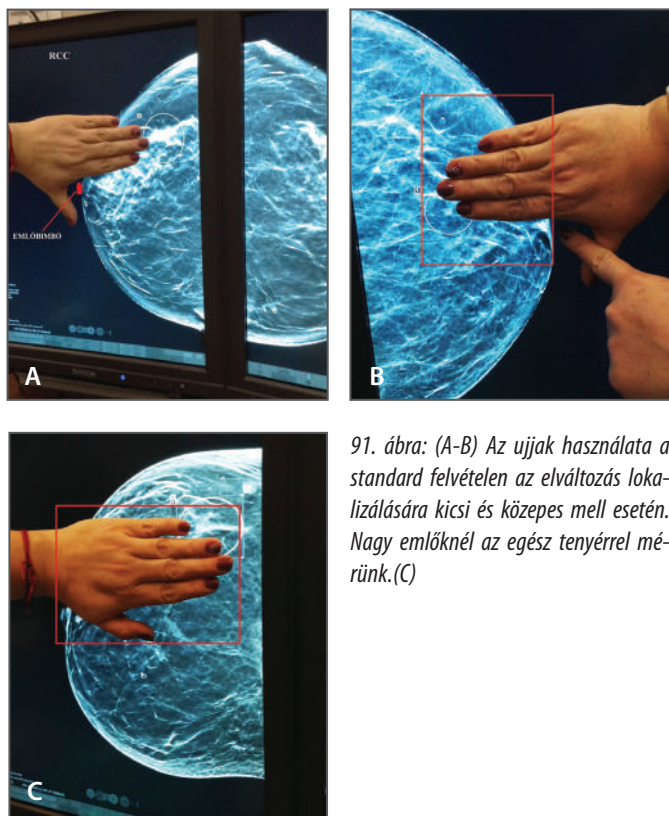 RCC
EMLŐBIMBÓ
A
B
91. ábra: (A-B) Az ujjak használata a
standard felvételen az elváltozás loka-
lizálására kicsi és közepes mell esetén.
Nagy emlőknél az egész tenyérrel mé-
rünk.(C)
C